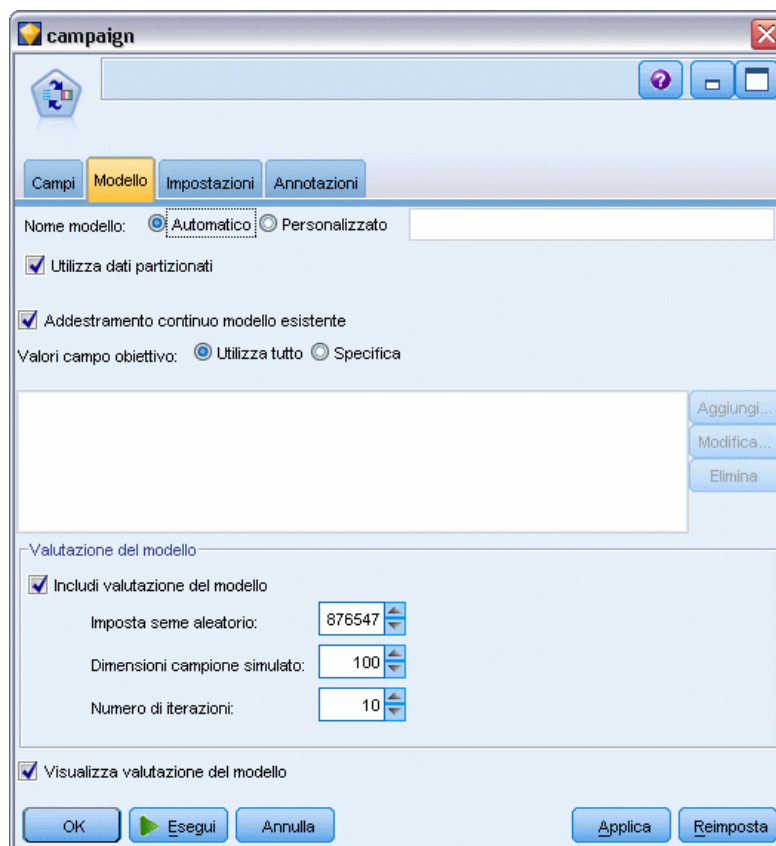 campaign
Campi Modello Impostazioni Annotazioni
Nome modello: Automatico Personalizzato
Utilizza dati partizionati
Addestramento continuo modello esistente
Valori campo obiettivo: Utilizza tutto Specifica
Aggiungi...
Modifica...
Elimina
Valutazione del modello
Includi valutazione del modello
Imposta seme aleatorio: 876547
Dimensioni campione simulato: 100
Numero di iterazioni: 10
Visualizza valutazione del modello
OK Esegui Annulla Applica Reimposta